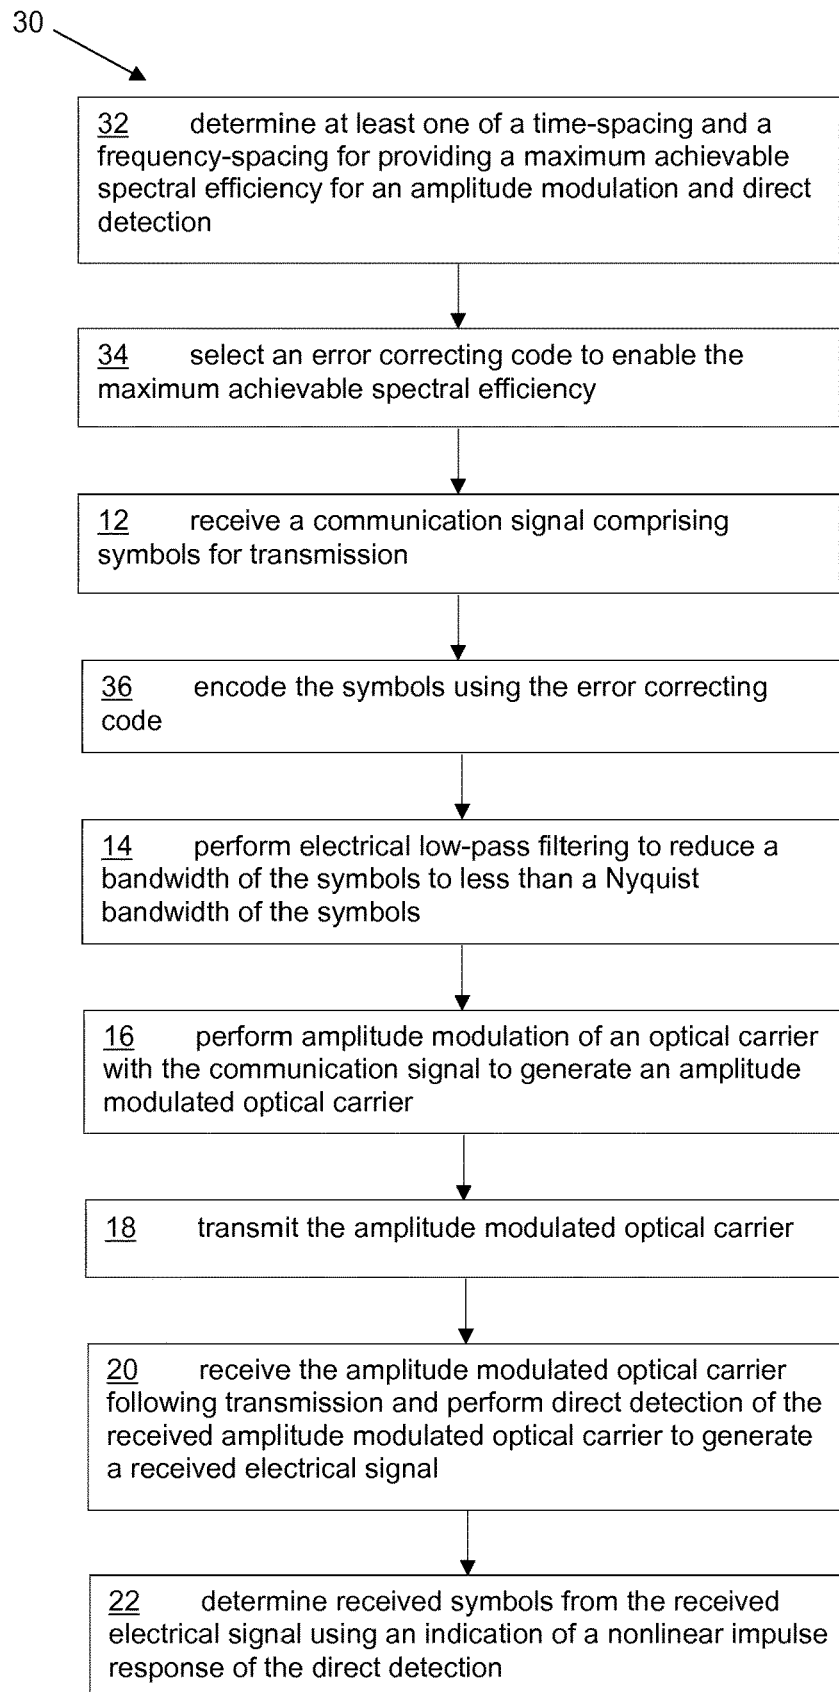 30
32 determine at least one of a time-spacing and a
frequency-spacing for providing a maximum achievable
spectral efficiency for an amplitude modulation and direct
detection
34 select an error correcting code to enable the
maximum achievable spectral efficiency
12 receive a communication signal comprising
symbols for transmission
36 encode the symbols using the error correcting
code
14 perform electrical low-pass filtering to reduce a
bandwidth of the symbols to less than a Nyquist
bandwidth of the symbols
16 perform amplitude modulation of an optical carrier
with the communication signal to generate an amplitude
modulated optical carrier
18 transmit the amplitude modulated optical carrier
20 receive the amplitude modulated optical carrier
following transmission and perform direct detection of the
received amplitude modulated optical carrier to generate
a received electrical signal
22 determine received symbols from the received
electrical signal using an indication of a nonlinear impulse
response of the direct detection